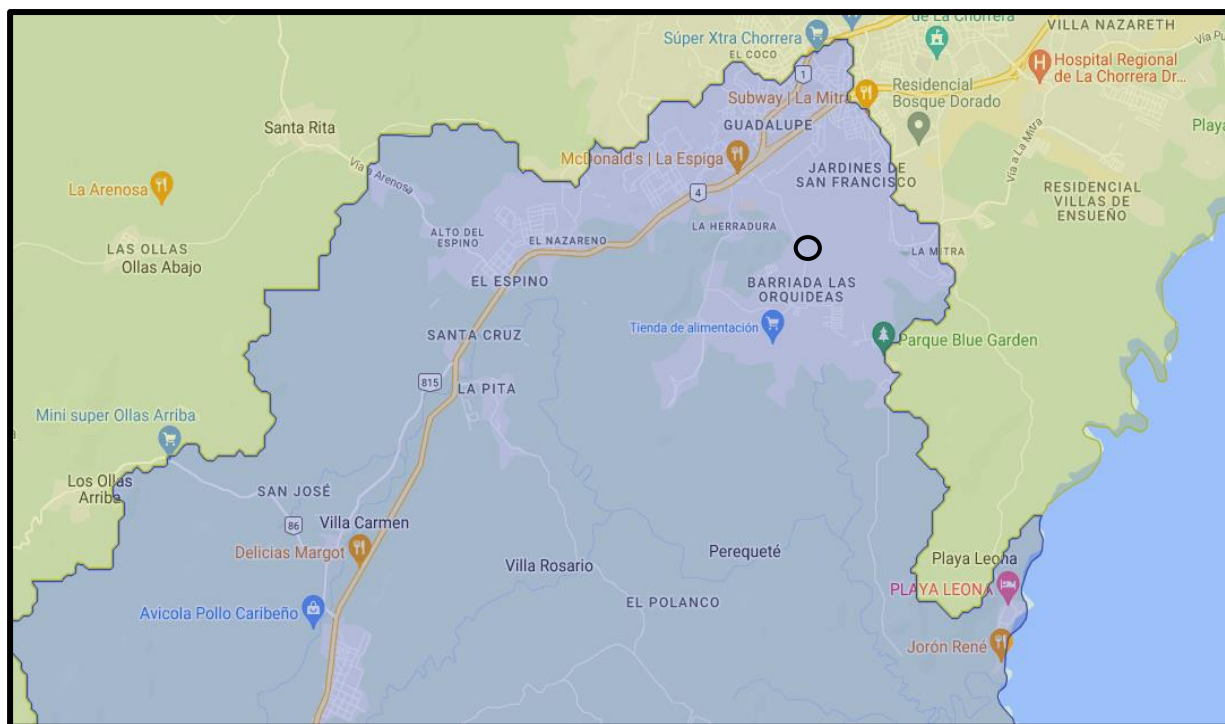 de La Chorrera
VILLA NAZARETH
Súper Xtra Chorrera
EL COCO
1
Hospital Regional
de La Chorrera Dr...
Residencial
Bosque Dorado
Subway | La Mitra
GUADALUPE
Santa Rita
McDonald's | La Espiga
Vía a La Mitra
Playa
Vía a Arenosa
JARDINES DE
SAN FRANCISCO
La Arenosa
4
RESIDENCIAL
VILLAS DE
ENSUEÑO
LAS OLLAS
Ollas Abajo
ALTO DEL
ESPINO
EL NAZARENO
LA HERRADURA
LA MITRA
EL ESPINO
BARRIADA LAS
ORQUIDEAS
SANTA CRUZ
Tienda de alimentación
Parque Blue Garden
815
LA PITA
Mini super Ollas Arriba
Los Ollas
Arriba
SAN JOSÉ
86
Villa Carmen
Delicias Margot
Villa Rosario
Perequeté
Playa Leona
PLAYA LEONA
EL POLANCO
Avicola Pollo Caribeño
Jorón René